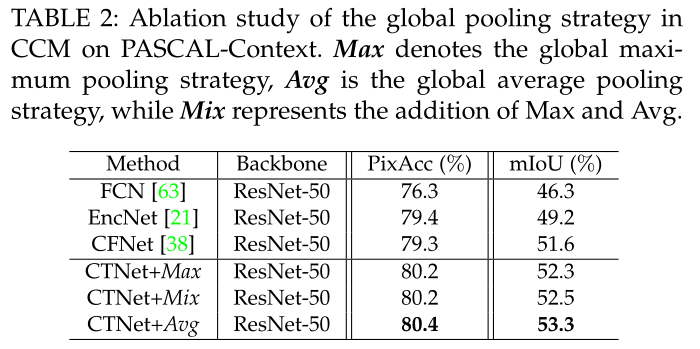 TABLE 2: Ablation study of the global pooling strategy in
CCM on PASCAL-Context. Max denotes the global maxi-
mum pooling strategy, Avg is the global average pooling
strategy, while Mix represents the addition of Max and Avg.
Method Backbone PixAcc (%) mIoU (%)
FCN [63] ResNet-50 76.3 46.3
EncNet [21] ResNet-50 79.4 49.2
CFNet [38] ResNet-50 79.3 51.6
CTNet+Max ResNet-50 80.2 52.3
CTNet+Mix ResNet-50 80.2 52.5
CTNet+Avg ResNet-50 80.4 53.3